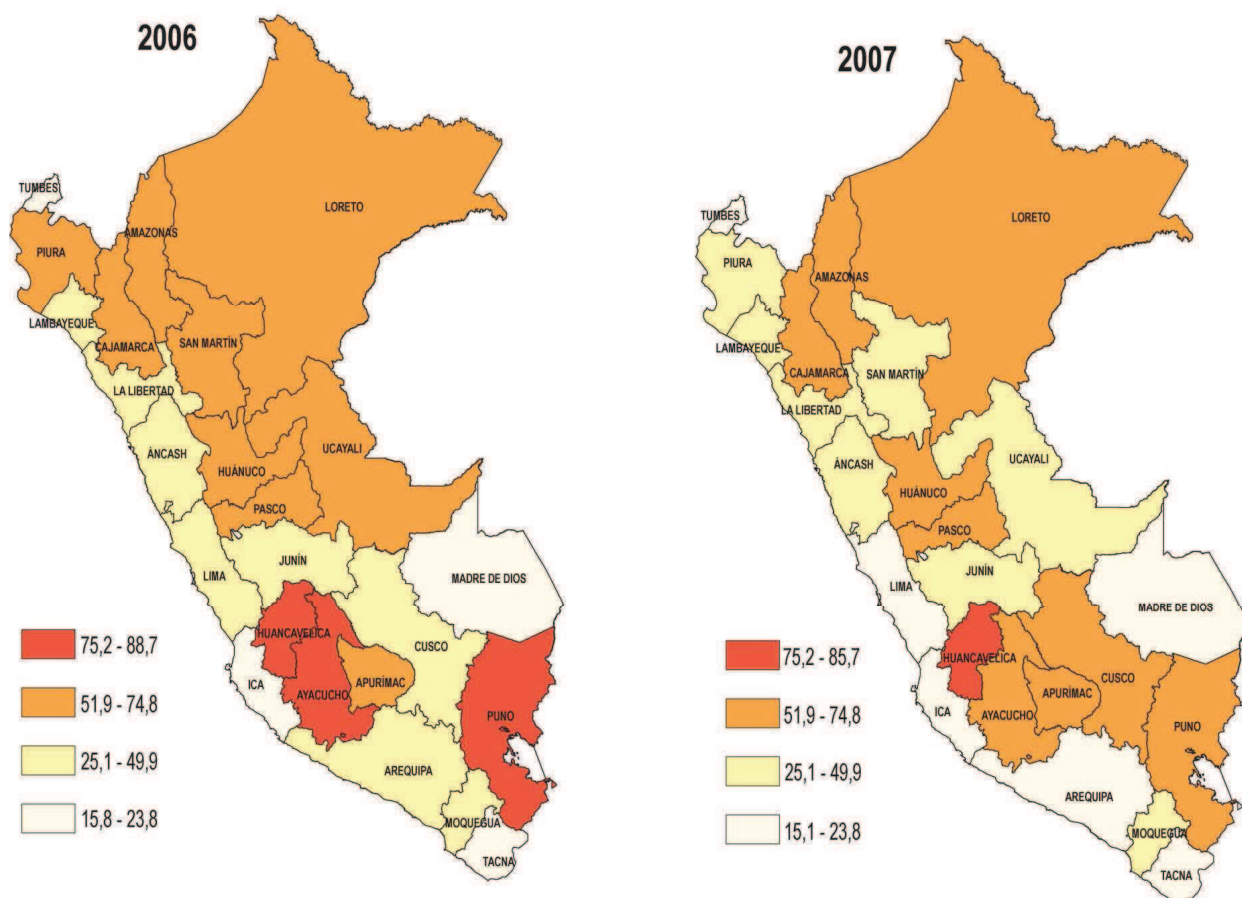 2006
TUMBES
LORETO
AMAZONAS
PIURA
LAMBAYEQUE
CAJAMARCA
SAN MARTÍN
LA LIBERTAD
ÁNCASH
UCAYALI
HUÁNUCO
PASCO
JUNÍN
LIMA
MADRE DE DIOS
HUANCAVELICA
CUSCO
ICA
APURÍMAC
AYACUCHO
PUNO
AREQUIPA
MOQUEGUA
TACNA
75,2 - 88,7
51,9 - 74,8
25,1 - 49,9
15,8 - 23,8
2007
TUMBES
LORETO
PIURA
AMAZONAS
LAMBAYEQUE
CAJAMARCA
SAN MARTÍN
LA LIBERTAD
ÁNCASH
UCAYALI
HUÁNUCO
PASCO
JUNÍN
LIMA
MADRE DE DIOS
HUANCAVELICA
CUSCO
ICA
APURÍMAC
AYACUCHO
PUNO
AREQUIPA
MOQUEGUA
TACNA
75,2 - 85,7
51,9 - 74,8
25,1 - 49,9
15,1 - 23,8